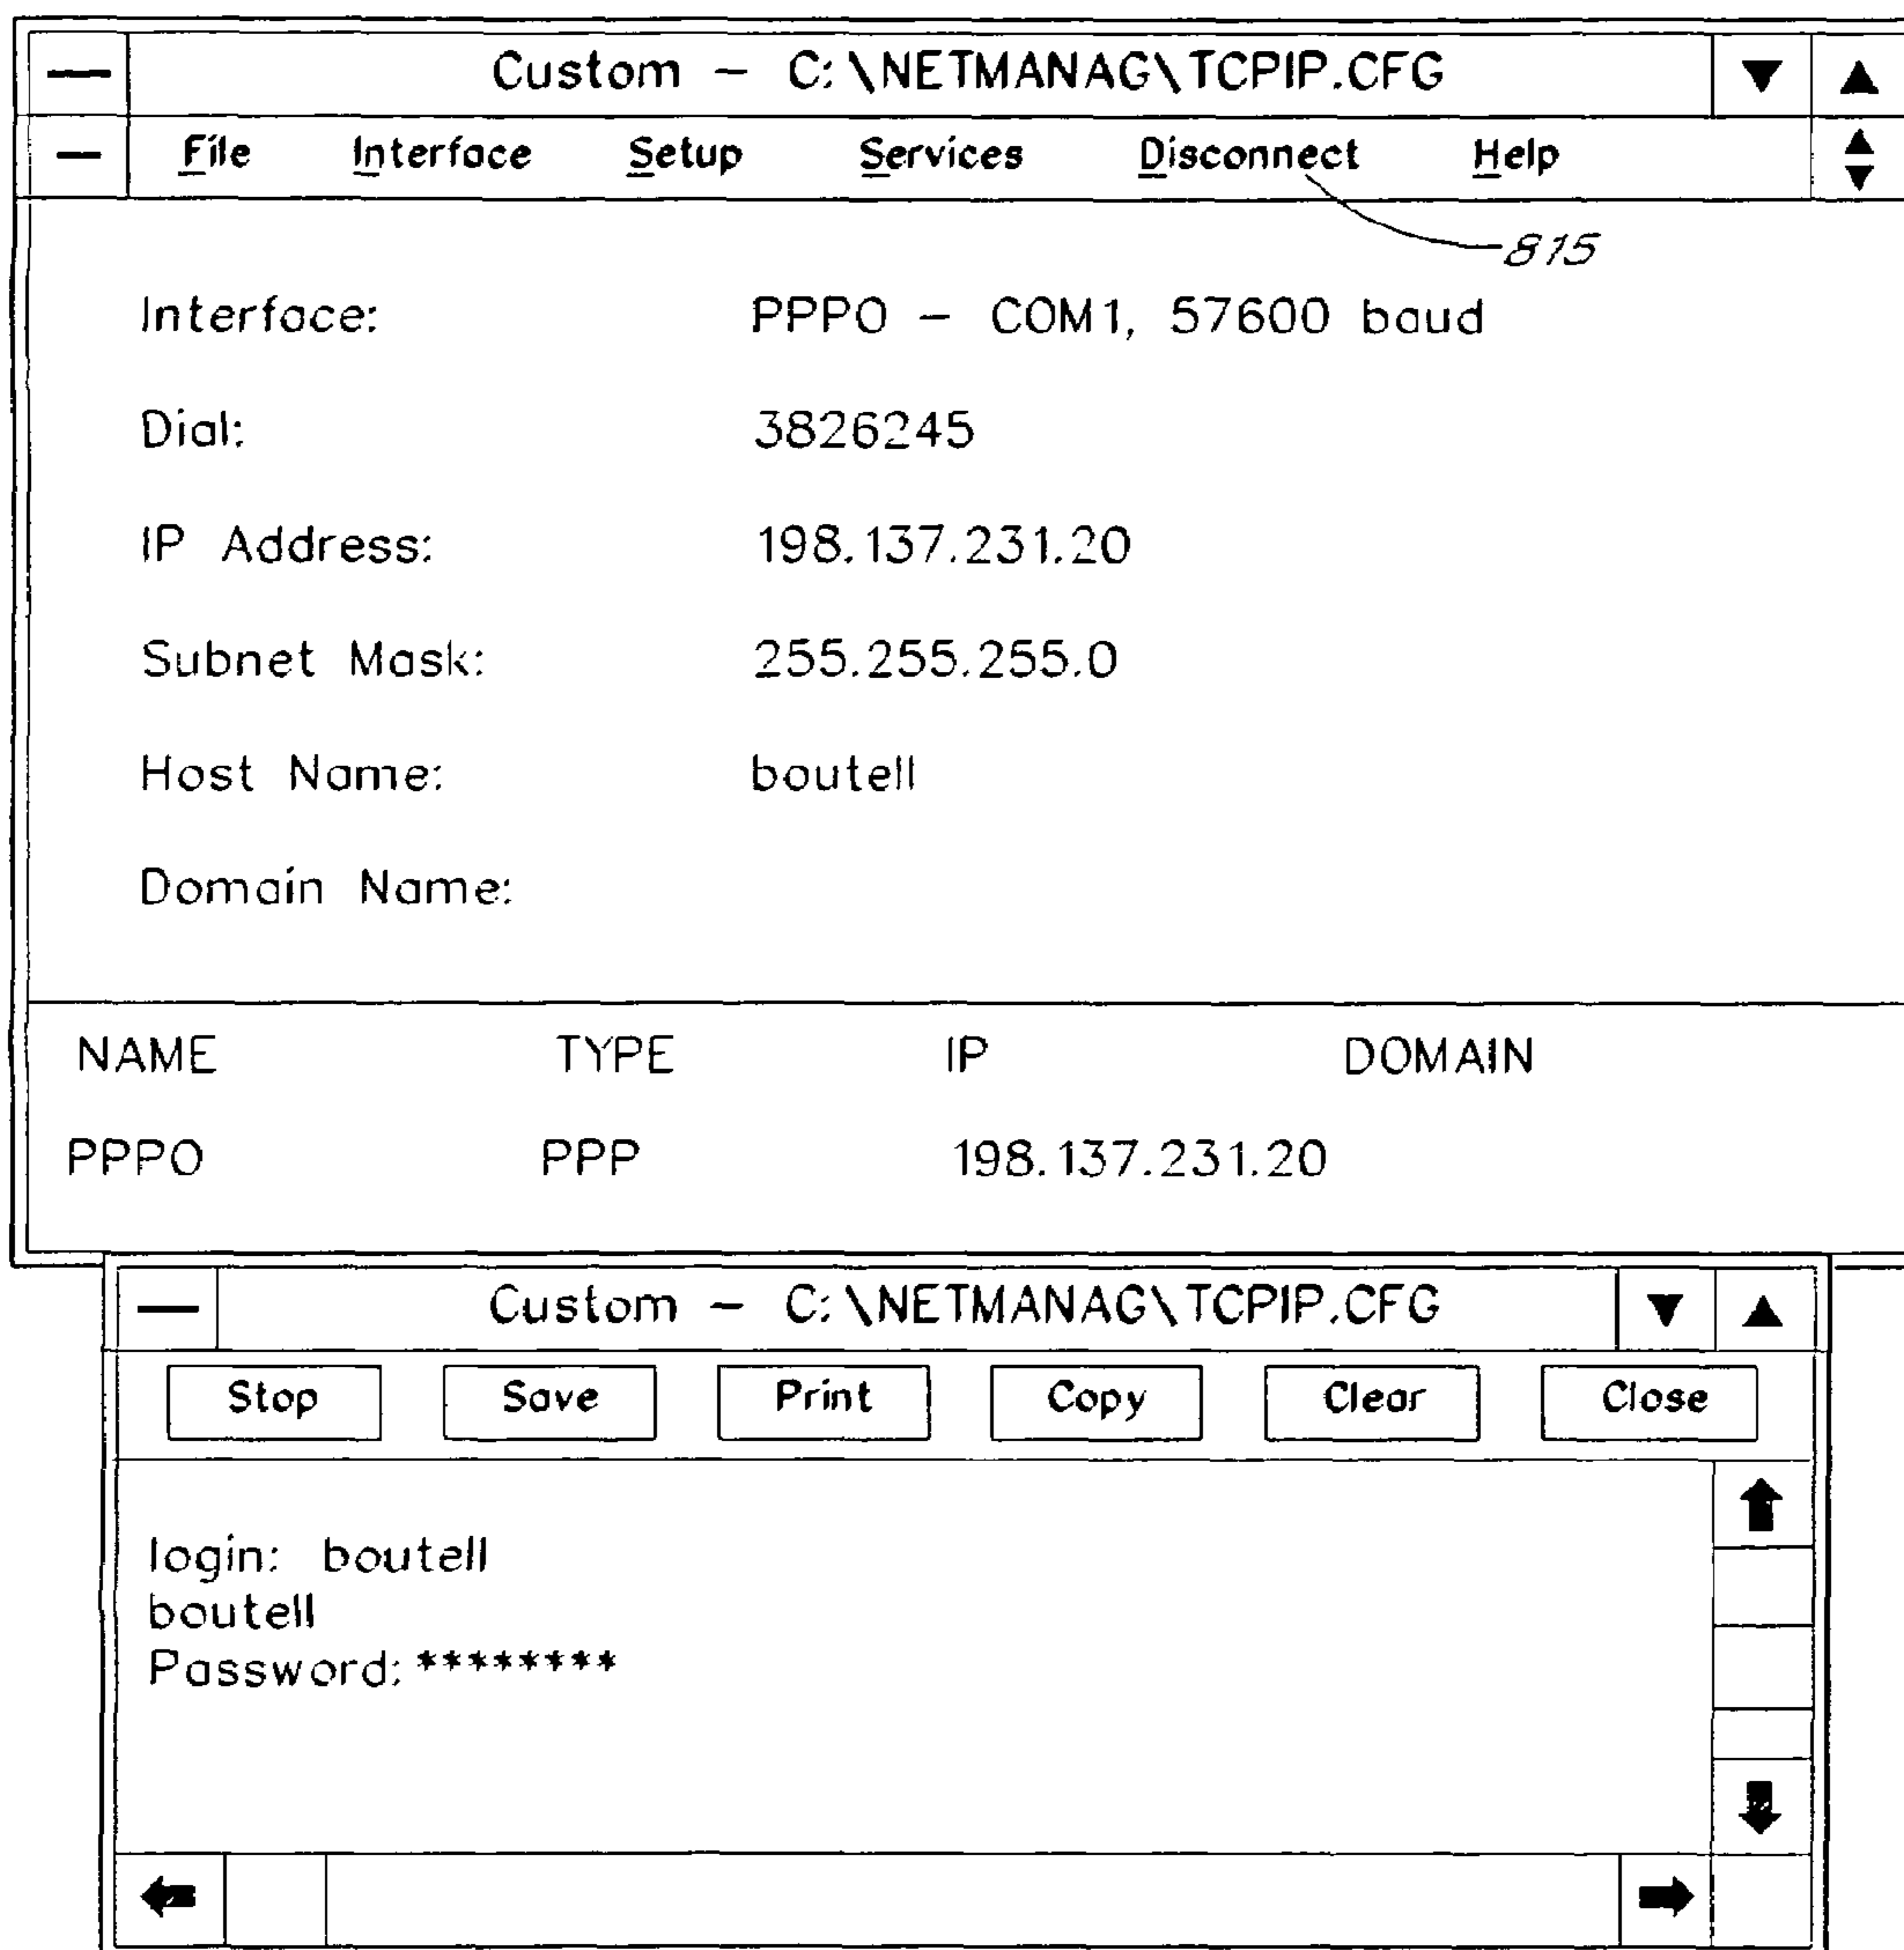 Custom – C:\NETMANAG\TCPIP.CFG
File Interface Setup Services Disconnect Help
815
Interface: PPP0 – COM1, 57600 baud
Dial: 3826245
IP Address: 198.137.231.20
Subnet Mask: 255.255.255.0
Host Name: boutell
Domain Name:
NAME TYPE IP DOMAIN
PPP0 PPP 198.137.231.20
Custom – C:\NETMANAG\TCPIP.CFG
Stop Save Print Copy Clear Close
login: boutell
boutell
Password: ********